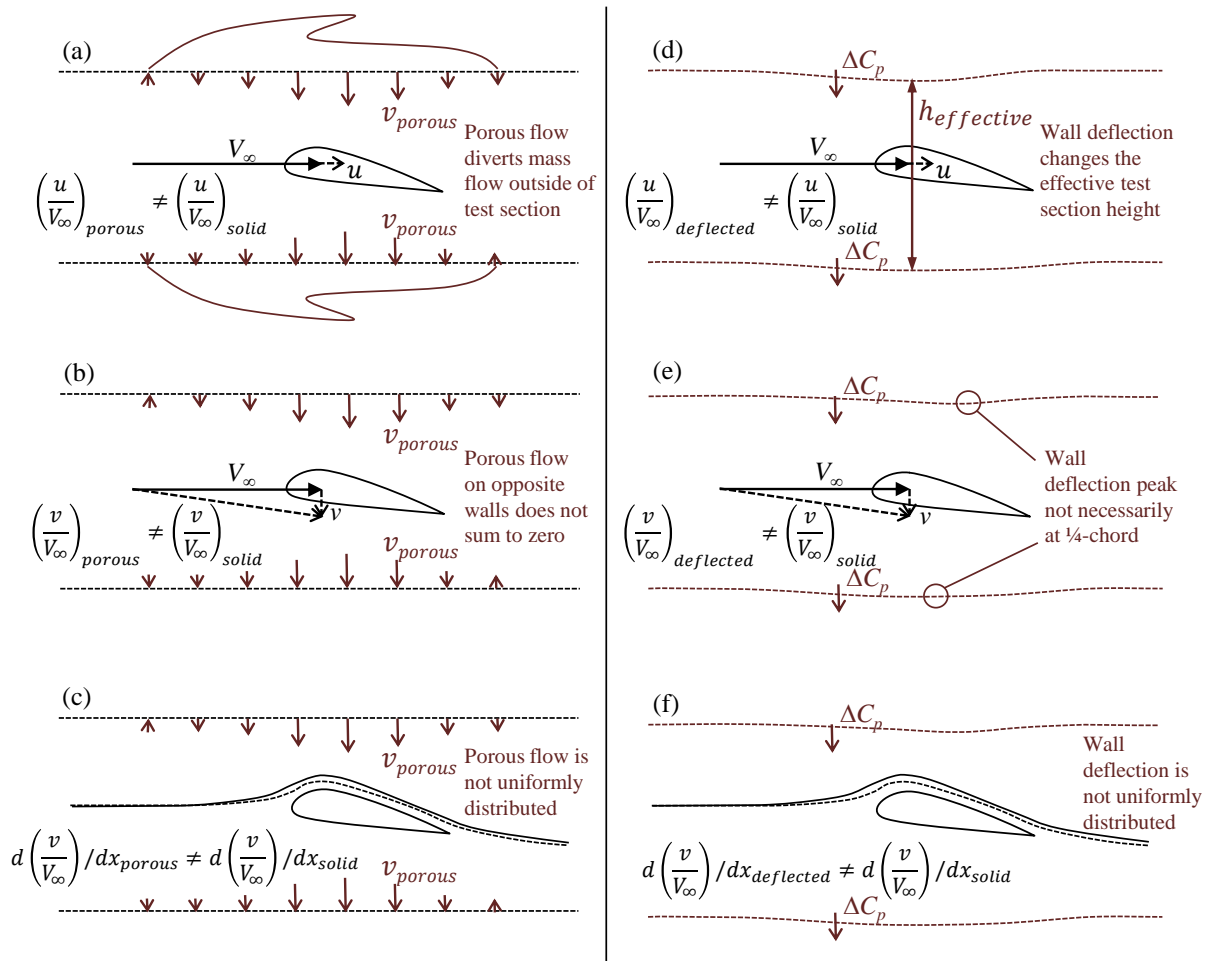 (a)
v_porous
V_∞
u
Porous flow
diverts mass
flow outside of
test section
(u/V_∞)_porous ≠ (u/V_∞)_solid
v_porous
(b)
v_porous
V_∞
v
Porous flow
on opposite
walls does not
sum to zero
(v/V_∞)_porous ≠ (v/V_∞)_solid
v_porous
(c)
v_porous
Porous flow is
not uniformly
distributed
d(v/V_∞)/dx_porous ≠ d(v/V_∞)/dx_solid
v_porous
(d)
ΔC_p
h_effective
V_∞
u
Wall deflection
changes the
effective test
section height
(u/V_∞)_deflected ≠ (u/V_∞)_solid
ΔC_p
(e)
ΔC_p
V_∞
v
Wall
deflection peak
not necessarily
at ¼-chord
(v/V_∞)_deflected ≠ (v/V_∞)_solid
ΔC_p
(f)
ΔC_p
Wall
deflection is
not uniformly
distributed
d(v/V_∞)/dx_deflected ≠ d(v/V_∞)/dx_solid
ΔC_p